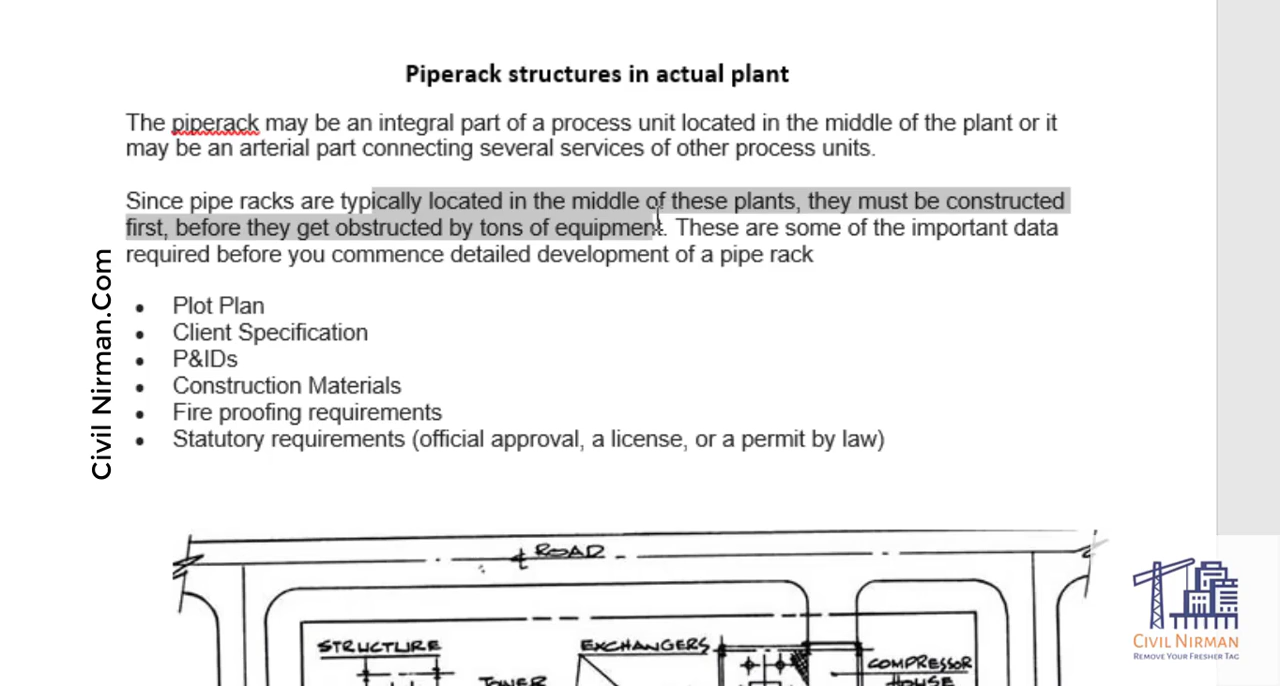 Piperack structures in actual plant
The piperack may be an integral part of a process unit located in the middle of the plant or it
may be an arterial part connecting several services of other process units.
Since pipe racks are typically located in the middle of these plants, they must be constructed
first, before they get obstructed by tons of equipment. These are some of the important data
required before you commence detailed development of a pipe rack
• Plot Plan
• Client Specification
• P&IDs
• Construction Materials
• Fire proofing requirements
• Statutory requirements (official approval, a license, or a permit by law)
Civil Nirman.Com
ROAD
STRUCTURE
EXCHANGERS
TOWER
COMPRESSOR
HOUSE
CIVIL NIRMAN
REMOVE YOUR FRESHER TAG